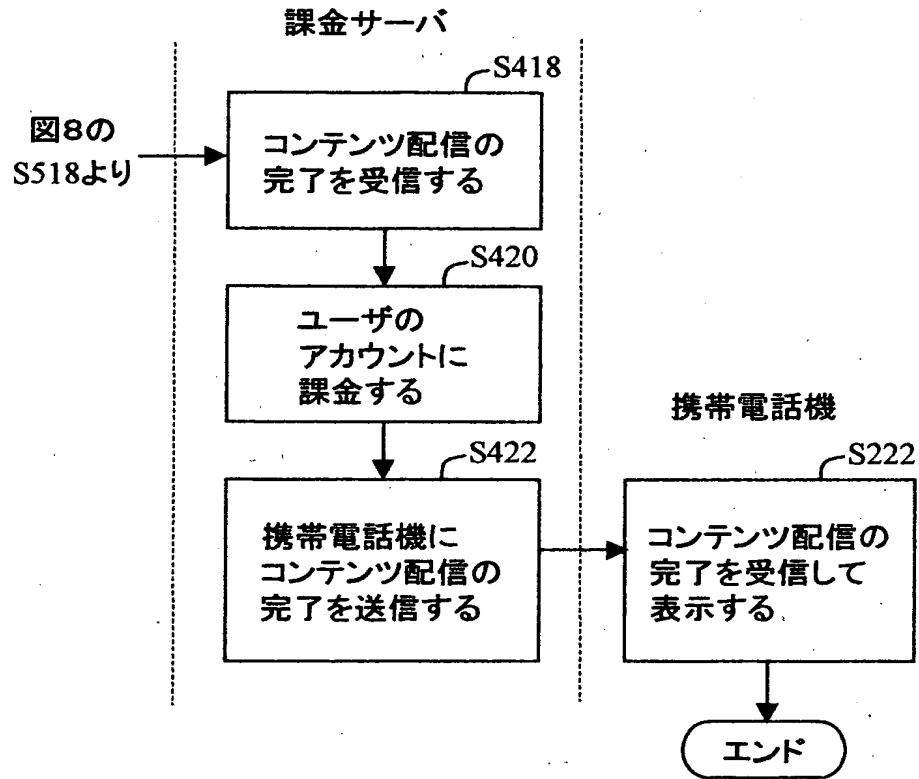 課金サーバ
図8の
S518より
S418
コンテンツ配信の
完了を受信する
S420
ユーザの
アカウントに
課金する
S422
携帯電話機に
コンテンツ配信の
完了を送信する
携帯電話機
S222
コンテンツ配信の
完了を受信して
表示する
エンド